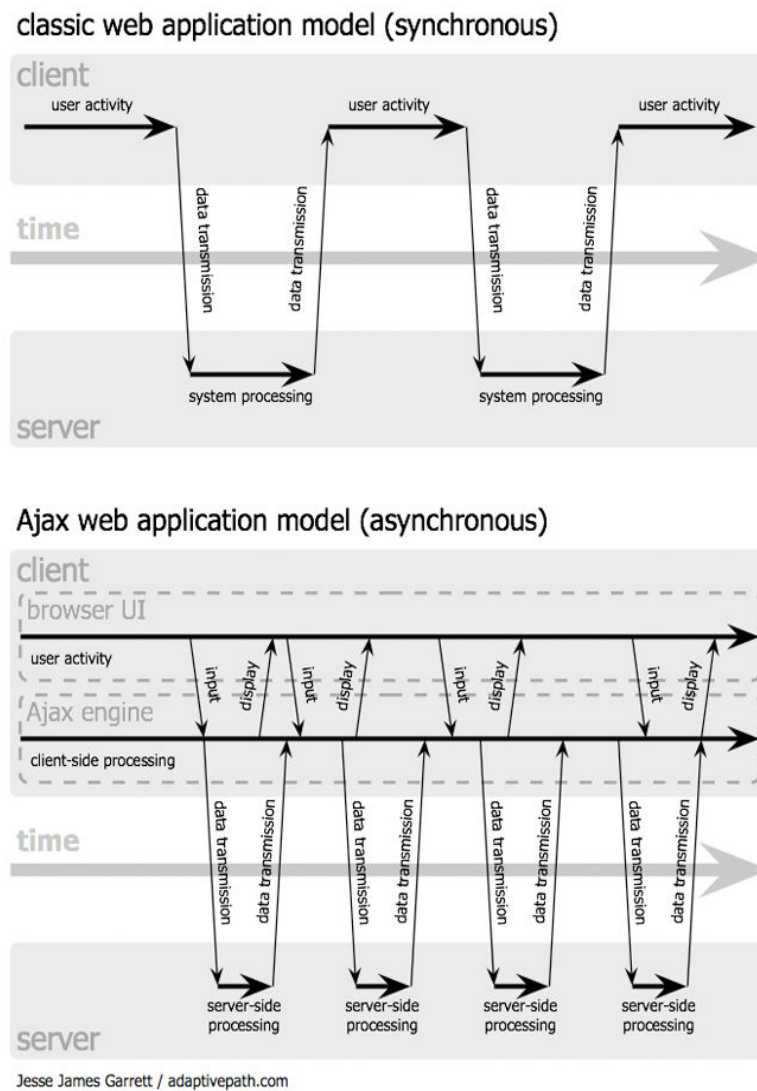 classic web application model (synchronous)
client
user activity
user activity
user activity
data transmission
data transmission
data transmission
data transmission
time
system processing
system processing
server
Ajax web application model (asynchronous)
client
browser UI
user activity
input
display
input
display
input
display
input
display
Ajax engine
client-side processing
data transmission
data transmission
data transmission
data transmission
data transmission
data transmission
data transmission
data transmission
time
server-side
processing
server-side
processing
server-side
processing
server-side
processing
server
Jesse James Garrett / adaptivepath.com